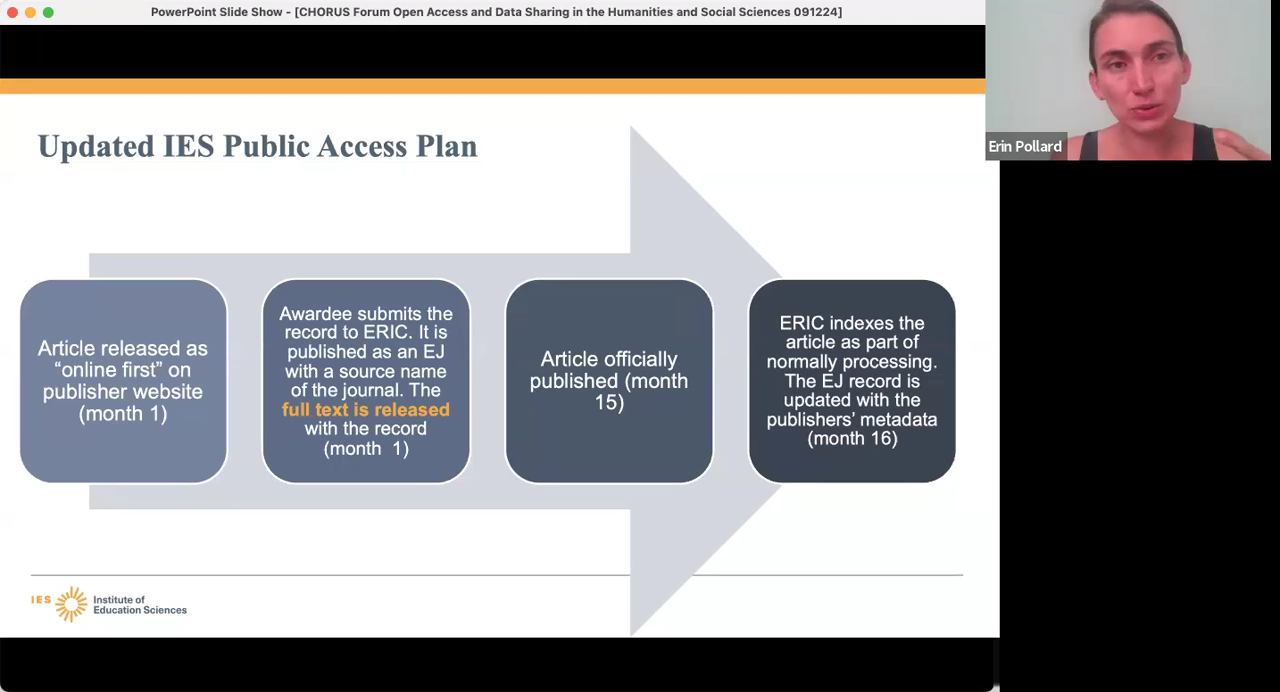 PowerPoint Slide Show - [CHORUS Forum Open Access and Data Sharing in the Humanities and Social Sciences 091224]
Erin Pollard
Updated IES Public Access Plan
Article released as
“online first” on
publisher website
(month 1)
Awardee submits the
record to ERIC. It is
published as an EJ
with a source name
of the journal. The
full text is released
with the record
(month 1)
Article officially
published (month
15)
ERIC indexes the
article as part of
normally processing.
The EJ record is
updated with the
publishers’ metadata
(month 16)
IES
Institute of
Education Sciences